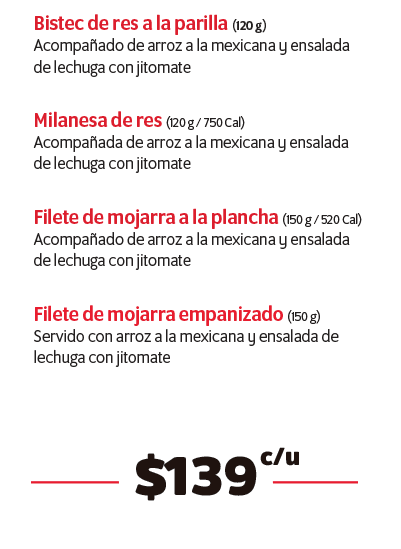 Bistec de res a la parilla (120 g)
Acompañado de arroz a la mexicana y ensalada
de lechuga con jitomate
Milanesa de res (120 g / 750 Cal)
Acompañada de arroz a la mexicana y ensalada
de lechuga con jitomate
Filete de mojarra a la plancha (150 g / 520 Cal)
Acompañado de arroz a la mexicana y ensalada
de lechuga con jitomate
Filete de mojarra empanizado (150 g)
Servido con arroz a la mexicana y ensalada de
lechuga con jitomate
$139 c/u